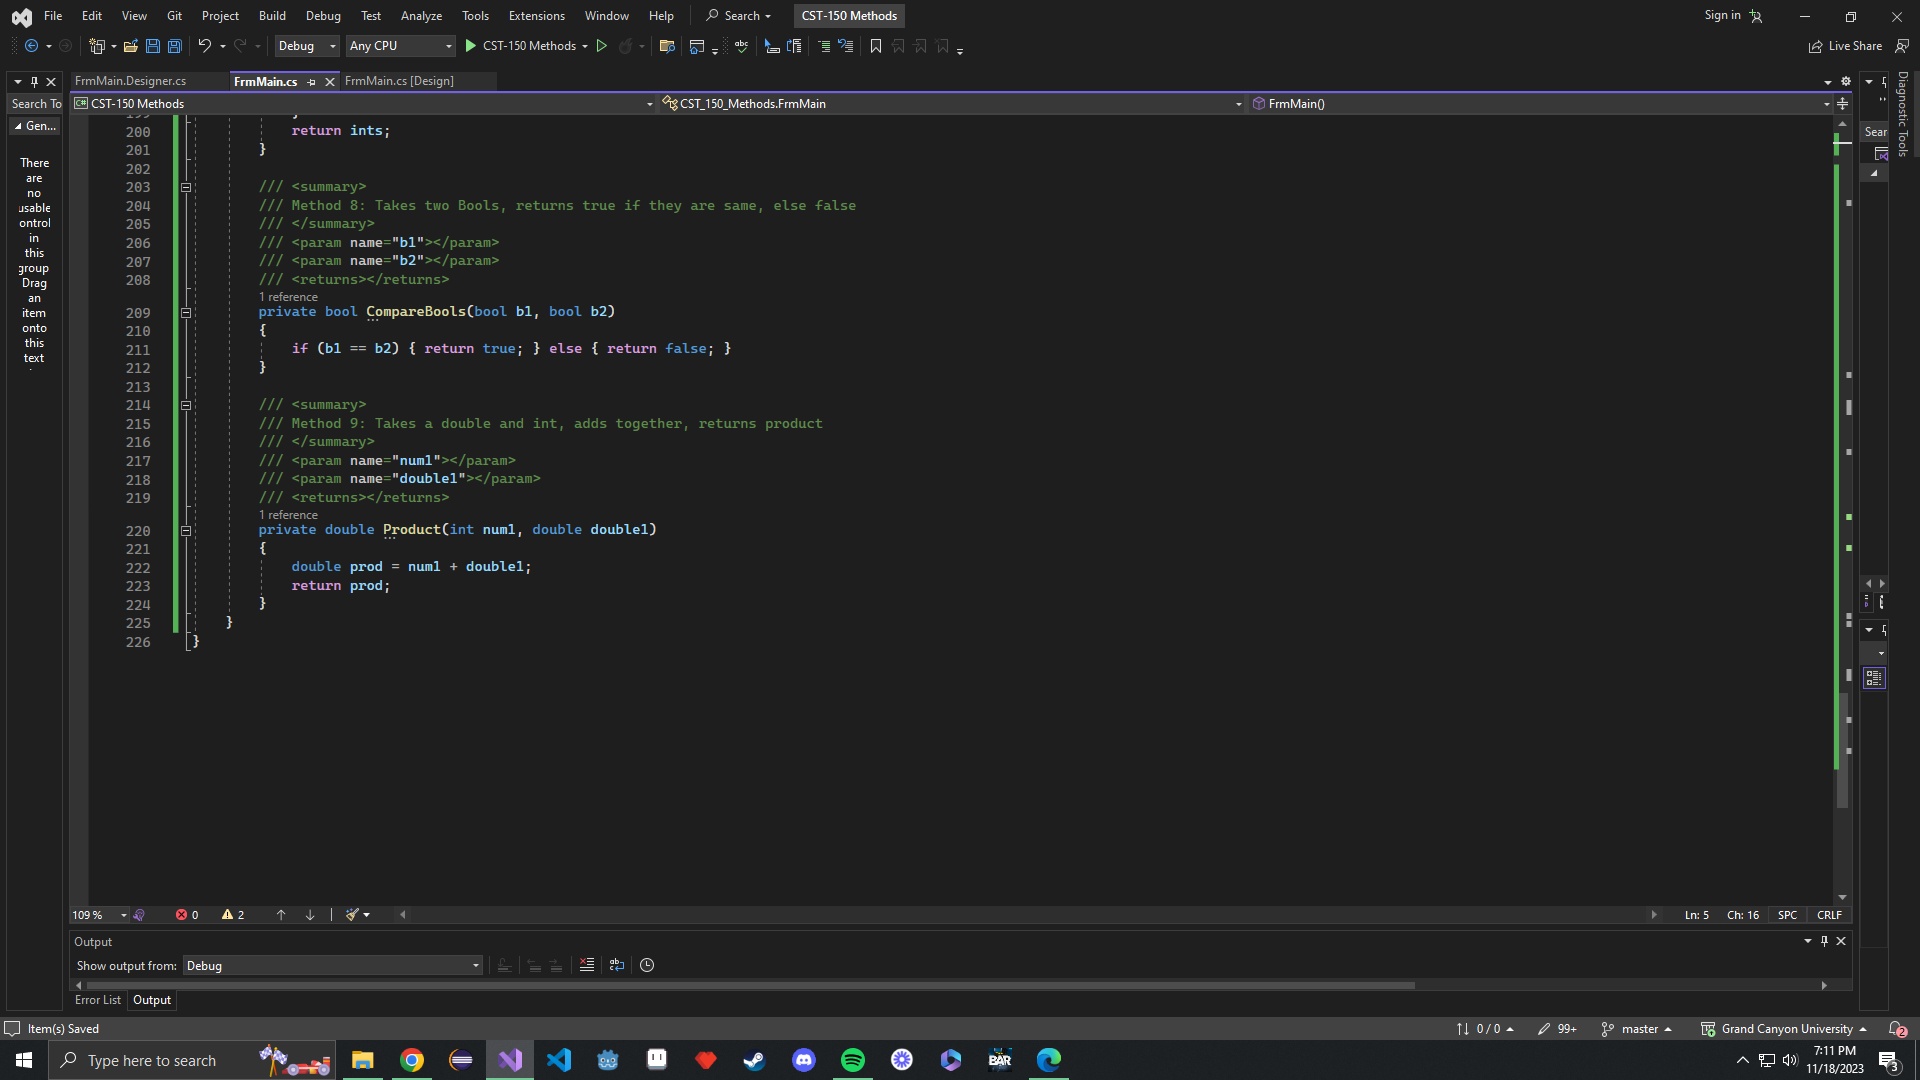 File Edit View Git Project Build Debug Test Analyze Tools Extensions Window Help Search CST-150 Methods Sign in
Debug Any CPU CST-150 Methods Live Share
FrmMain.Designer.cs FrmMain.cs FrmMain.cs [Design]
Search To CST-150 Methods CST_150_Methods.FrmMain FrmMain()
Gen...
There
are
no
usable
ontrol
in
this
group
Drag
an
item
onto
this
text
200 return ints;
201 }
202
203 /// <summary>
204 /// Method 8: Takes two Bools, returns true if they are same, else false
205 /// </summary>
206 /// <param name="b1"></param>
207 /// <param name="b2"></param>
208 /// <returns></returns>
1 reference
209 private bool CompareBools(bool b1, bool b2)
210 {
211 if (b1 == b2) { return true; } else { return false; }
212 }
213
214 /// <summary>
215 /// Method 9: Takes a double and int, adds together, returns product
216 /// </summary>
217 /// <param name="num1"></param>
218 /// <param name="double1"></param>
219 /// <returns></returns>
1 reference
220 private double Product(int num1, double double1)
221 {
222 double prod = num1 + double1;
223 return prod;
224 }
225 }
226 }
Diagnostic Tools
Sear
109 % 0 2 Ln: 5 Ch: 16 SPC CRLF
Output
Show output from: Debug
Error List Output
Item(s) Saved 0 / 0 99+ master Grand Canyon University 2
Type here to search BAR 7:11 PM
11/18/2023 3